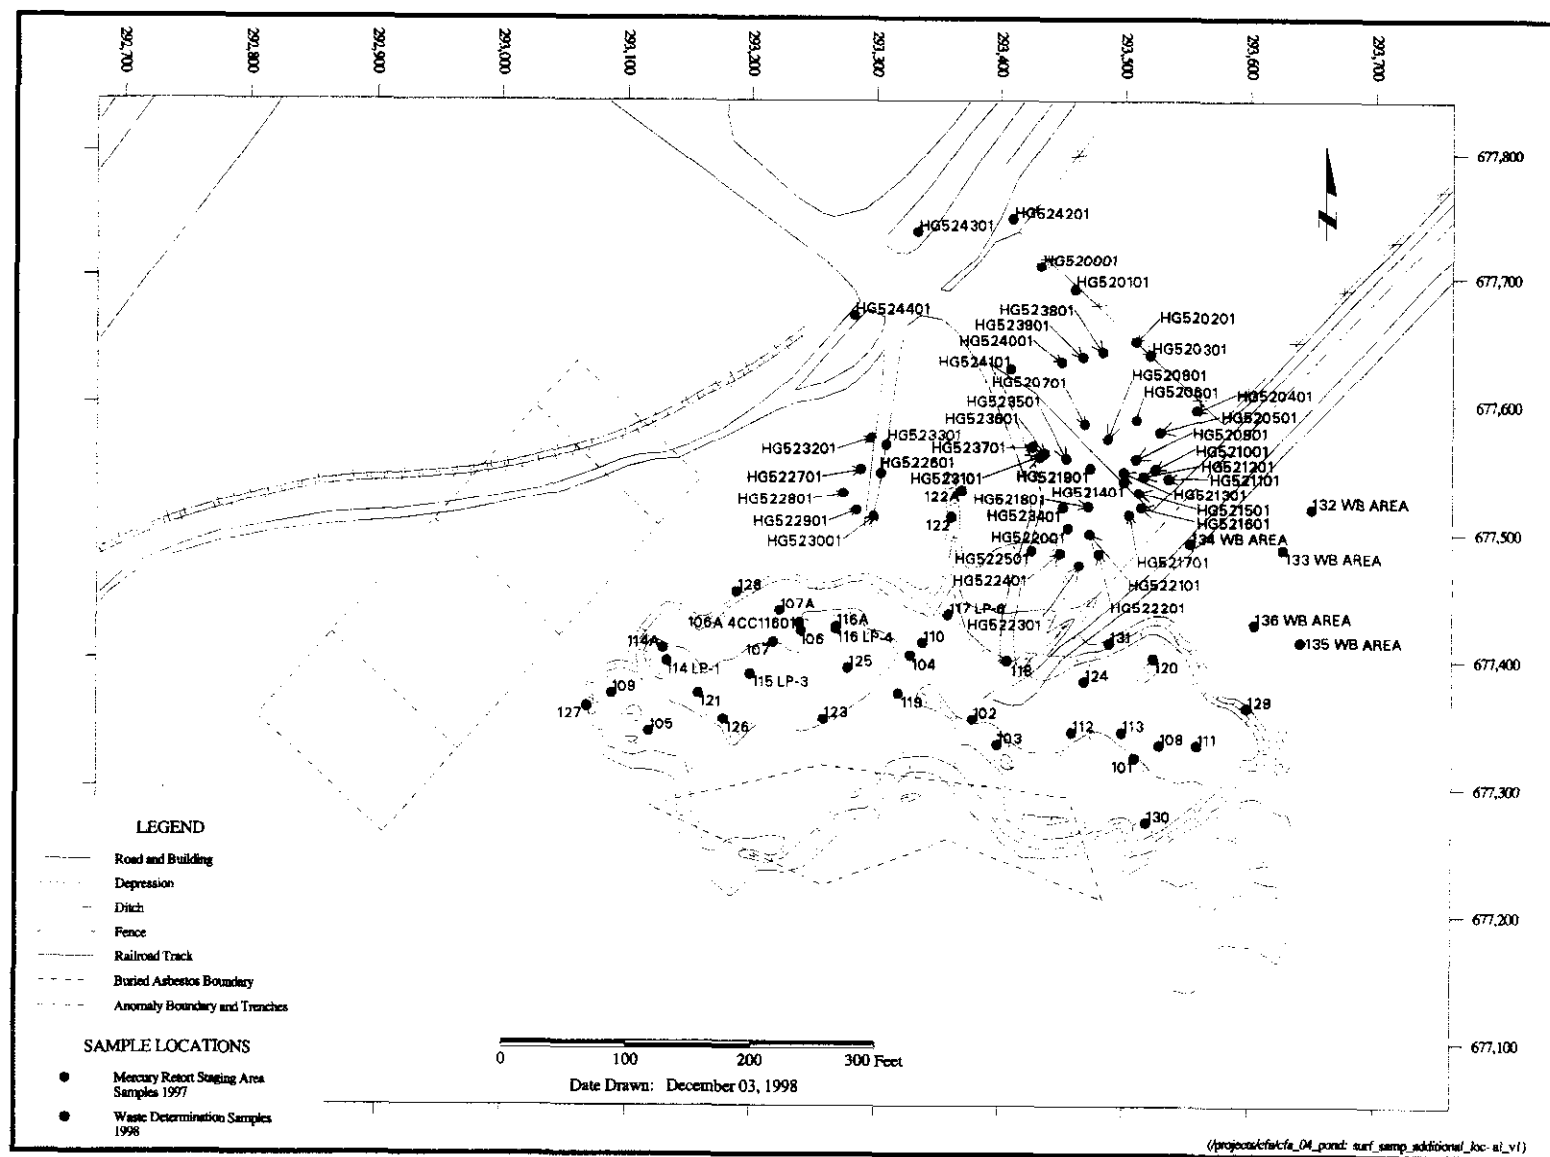 292,700
292,800
292,900
293,000
293,100
293,200
293,300
293,400
293,500
293,600
293,700
677,800
677,700
677,600
677,500
677,400
677,300
677,200
677,100
HG524301
HG524201
HG520001
HG520101
HG524401
HG523801
HG523901
HG524001
HG524101
HG520201
HG520301
HG520701
HG520801
HG520601
HG520401
HG520501
HG523501
HG523601
HG523701
HG523201
HG523301
HG520901
HG521001
HG521201
HG521101
HG522701
HG522601
HG523101
HG521901
HG522801
122A
HG521801
HG521401
HG521301
HG521501
HG521601
132 WB AREA
HG522901
HG523001
122
HG523401
HG522001
134 WB AREA
133 WB AREA
HG522501
HG522401
HG521701
HG522101
HG522201
HG522301
128
107A
106A 4CC11601
106
116A
116 LP-4
117 LP-6
110
104
136 WB AREA
135 WB AREA
131
114A
114 LP-1
107
115 LP-3
125
118
120
124
109
127
121
126
105
123
119
102
103
112
113
108
111
101
129
130
LEGEND
Road and Building
Depression
Ditch
Fence
Railroad Track
Buried Asbestos Boundary
Anomaly Boundary and Trenches
SAMPLE LOCATIONS
Mercury Retort Staging Area
Samples 1997
Waste Determination Samples
1998
0 100 200 300 Feet
Date Drawn: December 03, 1998
(/projects/cfa/cfa_04_pond: surf_samp_additional_loc-al_v1)
N